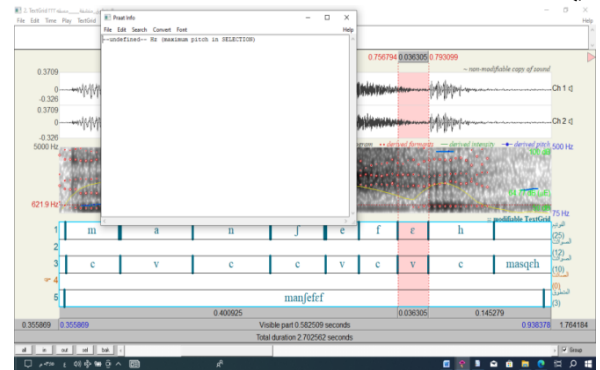 Praat Info
File Edit Search Convert Font Help
--undefined-- Hz (maximum pitch in SELECTION)
File Edit Time Play TextGrid
Help
0.756794 0.036305 0.793099
~ non-modifiable copy of sound
0.3709
0
-0.326
0.3709
0
-0.326
Ch 1
Ch 2
derived formants
derived intensity
derived pitch
5000 Hz
500 Hz
621.9 Hz
75 Hz
modifiable TextGrid
1 m a n ʃ e f ɛ h
(25)
2
(12)
3 c v c c v c v c masqrh
(10)
4
(0)
5 manʃefɛf
(3)
0.400925 0.036305 0.145279
0.355869 0.355869 Visible part 0.582509 seconds 0.938378 1.764184
Total duration 2.702562 seconds
all in out sel bak
Group